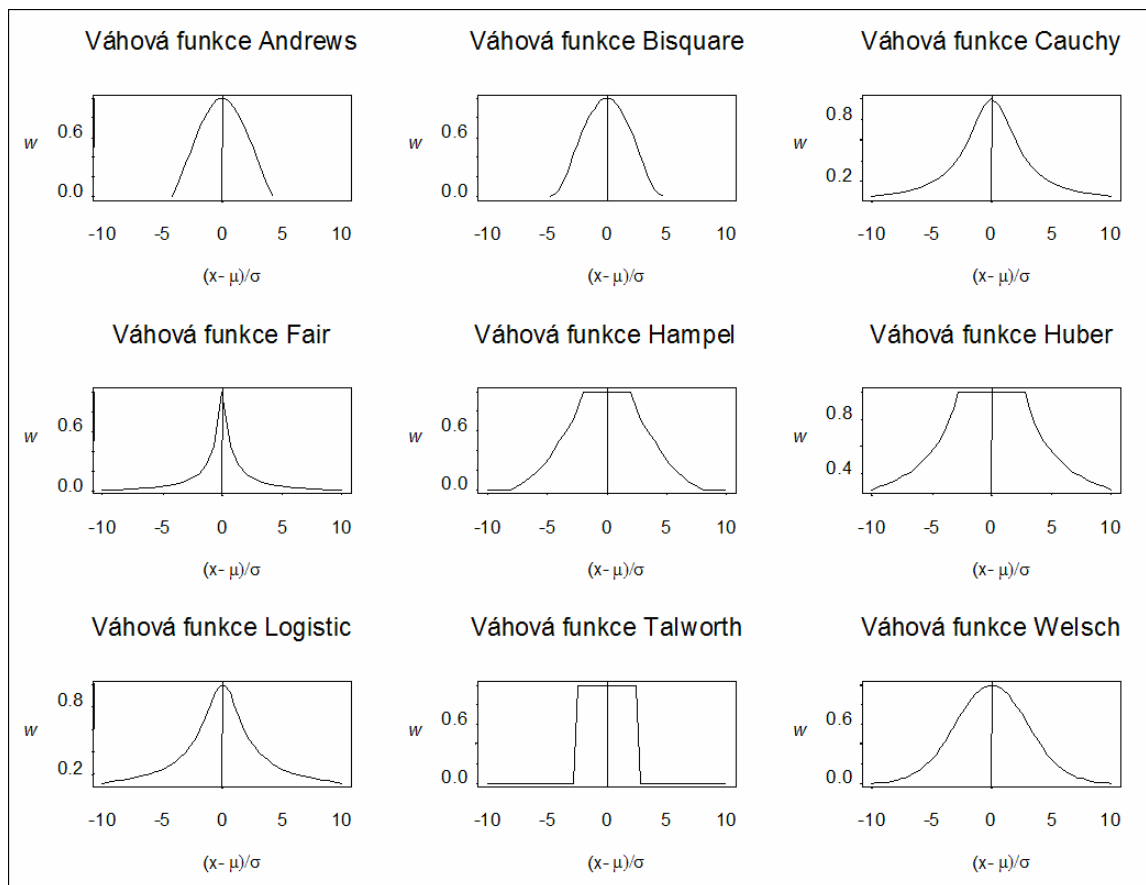 Váhová funkce Andrews
w
0.6
0.0
-10 -5 0 5 10
(x- μ)/σ
Váhová funkce Bisquare
w
0.6
0.0
-10 -5 0 5 10
(x- μ)/σ
Váhová funkce Cauchy
w
0.8
0.2
-10 -5 0 5 10
(x- μ)/σ
Váhová funkce Fair
w
0.6
0.0
-10 -5 0 5 10
(x- μ)/σ
Váhová funkce Hampel
w
0.6
0.0
-10 -5 0 5 10
(x- μ)/σ
Váhová funkce Huber
w
0.8
0.4
-10 -5 0 5 10
(x- μ)/σ
Váhová funkce Logistic
w
0.8
0.2
-10 -5 0 5 10
(x- μ)/σ
Váhová funkce Talworth
w
0.6
0.0
-10 -5 0 5 10
(x- μ)/σ
Váhová funkce Welsch
w
0.6
0.0
-10 -5 0 5 10
(x- μ)/σ